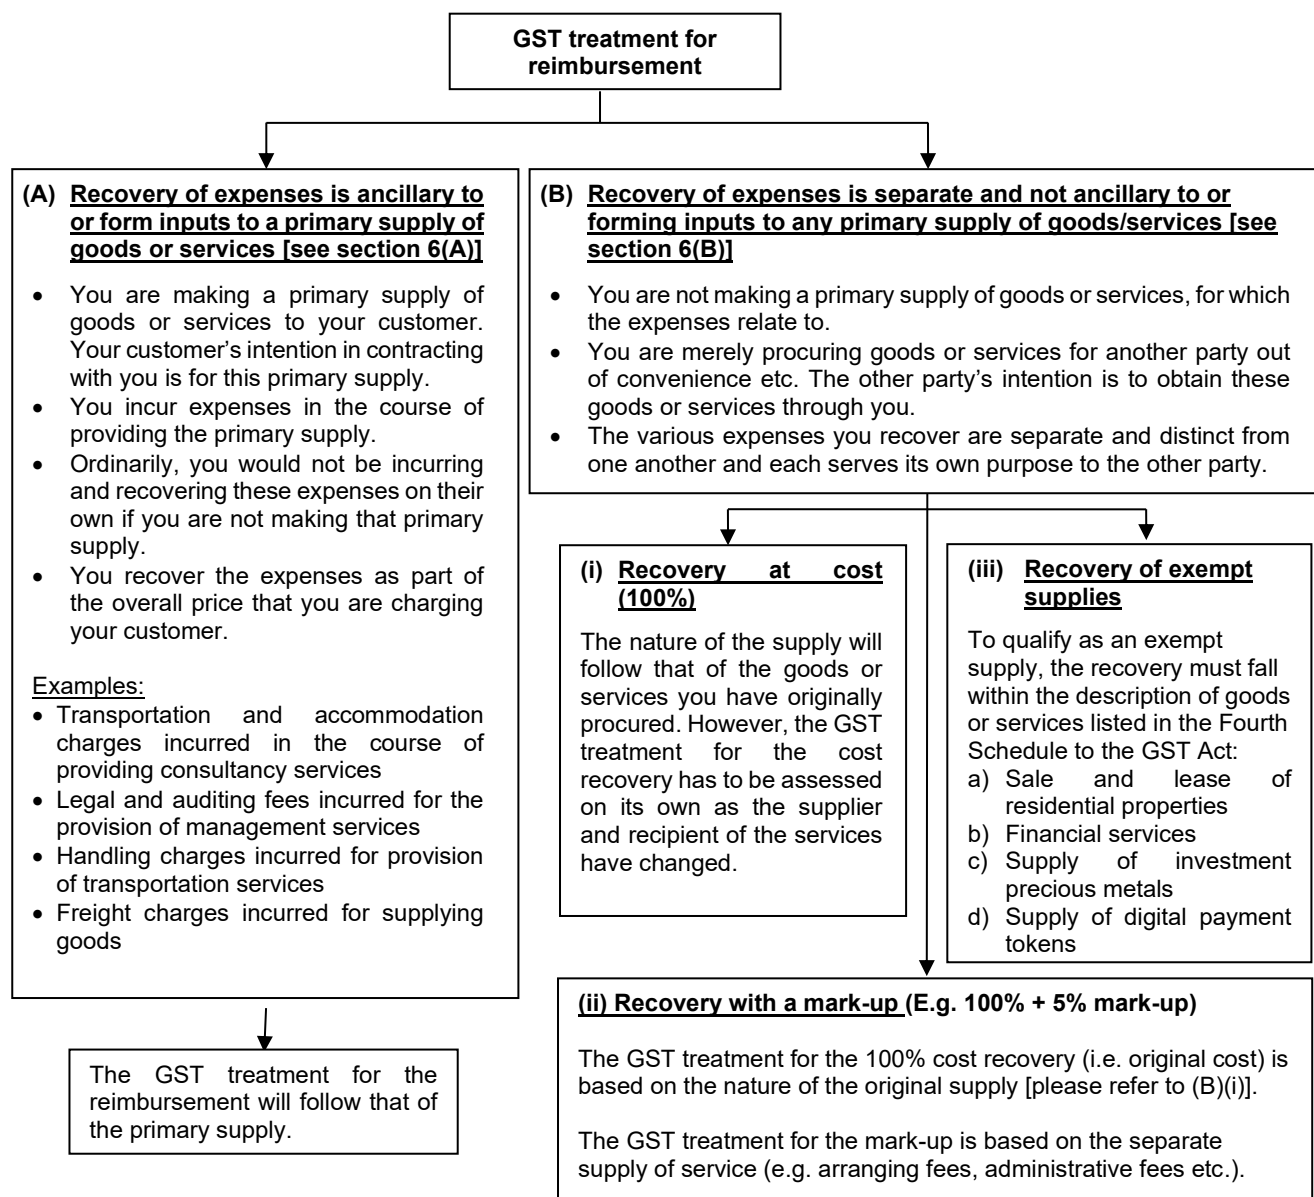 GST treatment for
reimbursement
(A) Recovery of expenses is ancillary to
or form inputs to a primary supply of
goods or services [see section 6(A)]
• You are making a primary supply of
goods or services to your customer.
Your customer’s intention in contracting
with you is for this primary supply.
• You incur expenses in the course of
providing the primary supply.
• Ordinarily, you would not be incurring
and recovering these expenses on their
own if you are not making that primary
supply.
• You recover the expenses as part of
the overall price that you are charging
your customer.
Examples:
• Transportation and accommodation
charges incurred in the course of
providing consultancy services
• Legal and auditing fees incurred for the
provision of management services
• Handling charges incurred for provision
of transportation services
• Freight charges incurred for supplying
goods
The GST treatment for the
reimbursement will follow that of
the primary supply.
(B) Recovery of expenses is separate and not ancillary to or
forming inputs to any primary supply of goods/services [see
section 6(B)]
• You are not making a primary supply of goods or services, for which
the expenses relate to.
• You are merely procuring goods or services for another party out
of convenience etc. The other party’s intention is to obtain these
goods or services through you.
• The various expenses you recover are separate and distinct from
one another and each serves its own purpose to the other party.
(i) Recovery at cost
(100%)
The nature of the supply will
follow that of the goods or
services you have originally
procured. However, the GST
treatment for the cost
recovery has to be assessed
on its own as the supplier
and recipient of the services
have changed.
(iii) Recovery of exempt
supplies
To qualify as an exempt
supply, the recovery must fall
within the description of goods
or services listed in the Fourth
Schedule to the GST Act:
a) Sale and lease of
residential properties
b) Financial services
c) Supply of investment
precious metals
d) Supply of digital payment
tokens
(ii) Recovery with a mark-up (E.g. 100% + 5% mark-up)
The GST treatment for the 100% cost recovery (i.e. original cost) is
based on the nature of the original supply [please refer to (B)(i)].
The GST treatment for the mark-up is based on the separate
supply of service (e.g. arranging fees, administrative fees etc.).